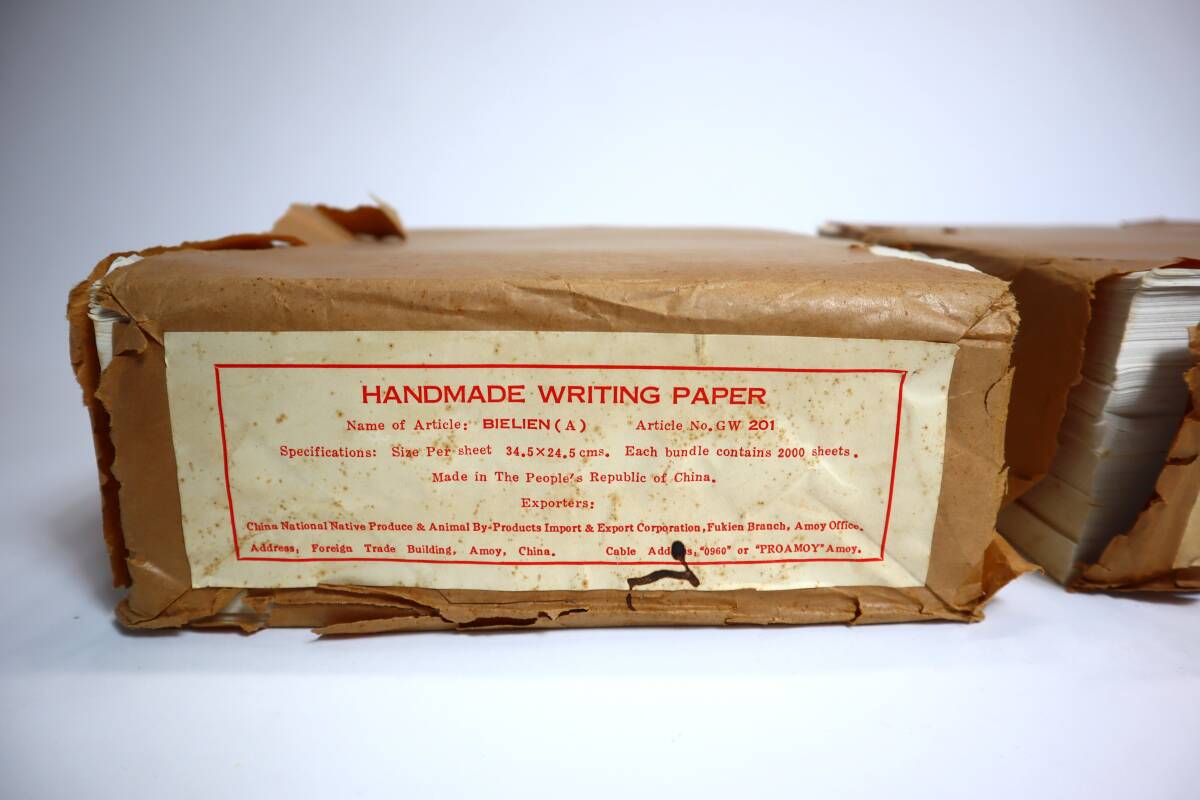 HANDMADE WRITING PAPER
Name of Article: BIELIEN (A) Article No. GW 201
Specifications: Size Per sheet 34.5×24.5 cms. Each bundle contains 2000 sheets.
Made in The People's Republic of China.
Exporters:
China National Native Produce & Animal By-Products Import & Export Corporation, Fukien Branch, Amoy Office.
Address: Foreign Trade Building, Amoy, China. Cable "0960" or "PROAMOY" Amoy.